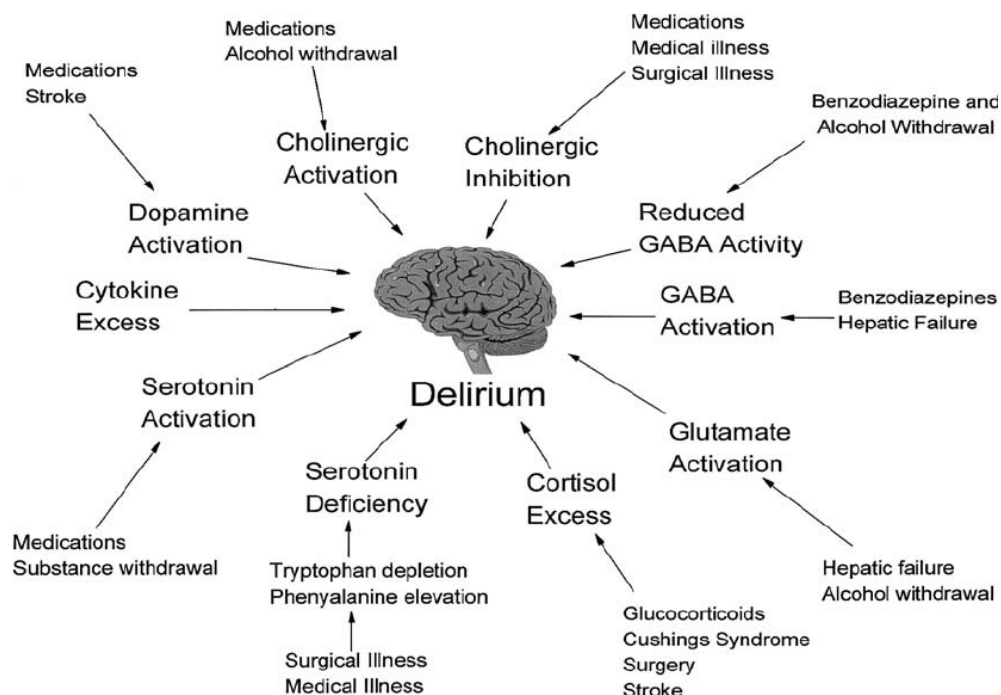 Medications
Alcohol withdrawal
Medications
Medical illness
Surgical Illness
Medications
Stroke
Benzodiazepine and
Alcohol Withdrawal
Cholinergic
Activation
Cholinergic
Inhibition
Dopamine
Activation
Reduced
GABA Activity
Cytokine
Excess
GABA
Activation
Benzodiazepines
Hepatic Failure
Serotonin
Activation
Delirium
Glutamate
Activation
Serotonin
Deficiency
Cortisol
Excess
Medications
Substance withdrawal
Tryptophan depletion
Phenyalanine elevation
Hepatic failure
Alcohol withdrawal
Surgical Illness
Medical Illness
Glucocorticoids
Cushings Syndrome
Surgery
Stroke